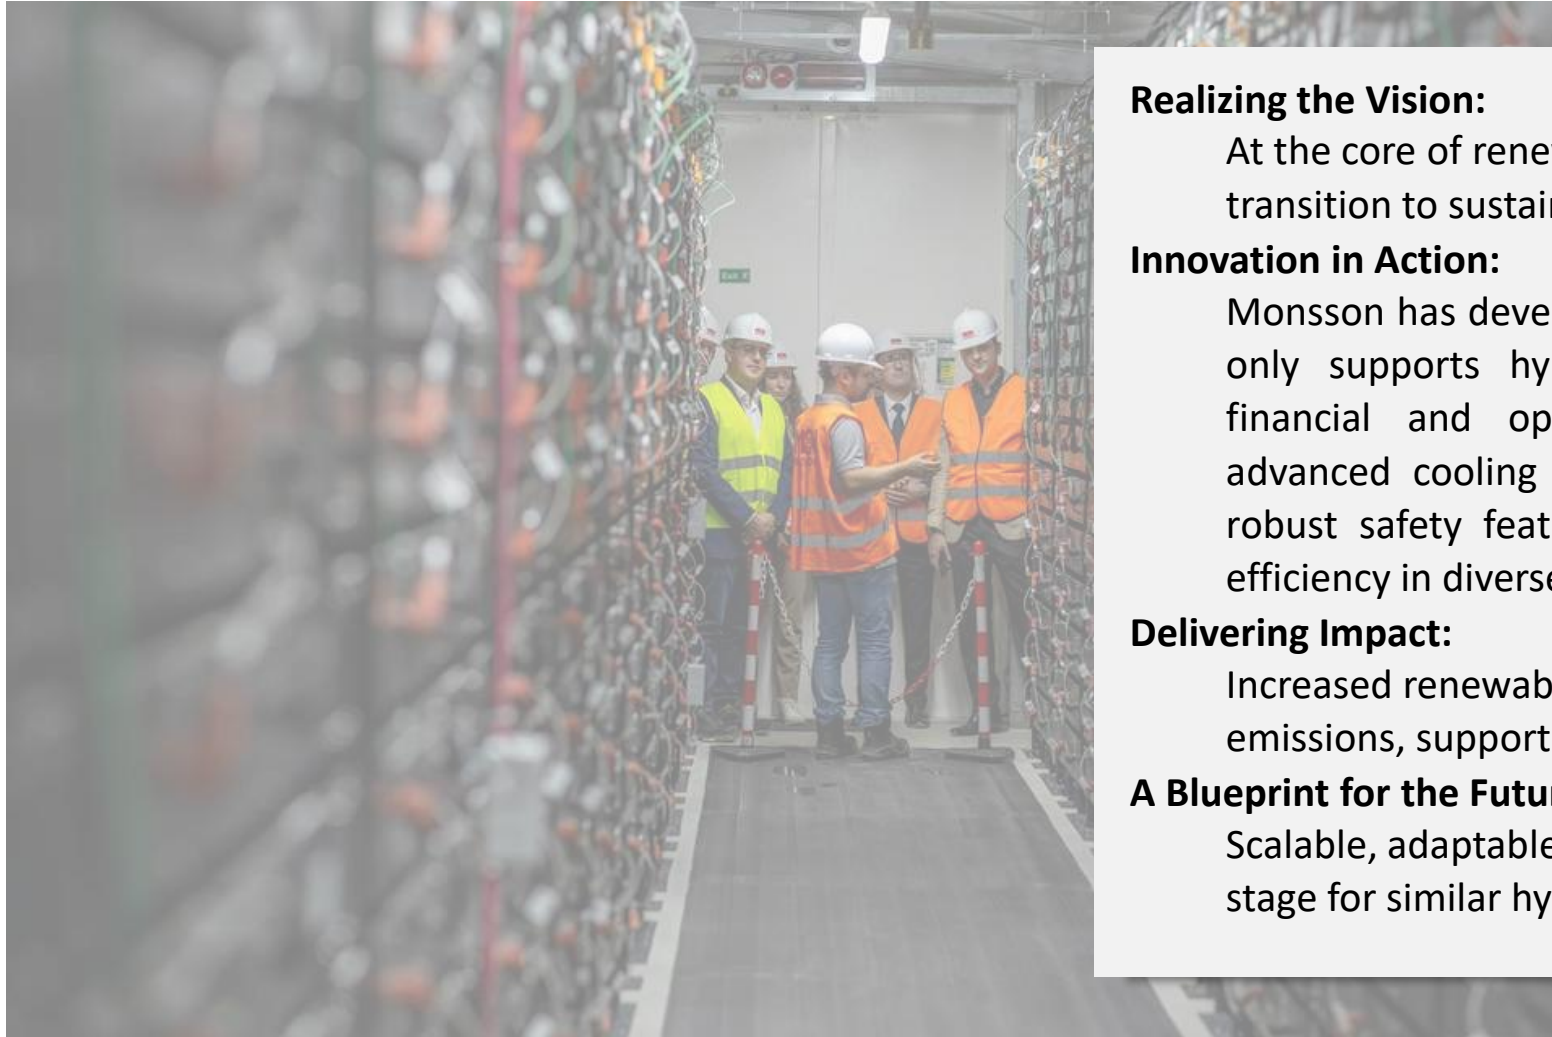 Realizing the Vision:
At the core of rene
transition to sustai
Innovation in Action:
Monsson has deve
only supports hy
financial and op
advanced cooling
robust safety feat
efficiency in divers
Delivering Impact:
Increased renewab
emissions, support
A Blueprint for the Futu
Scalable, adaptable
stage for similar hy